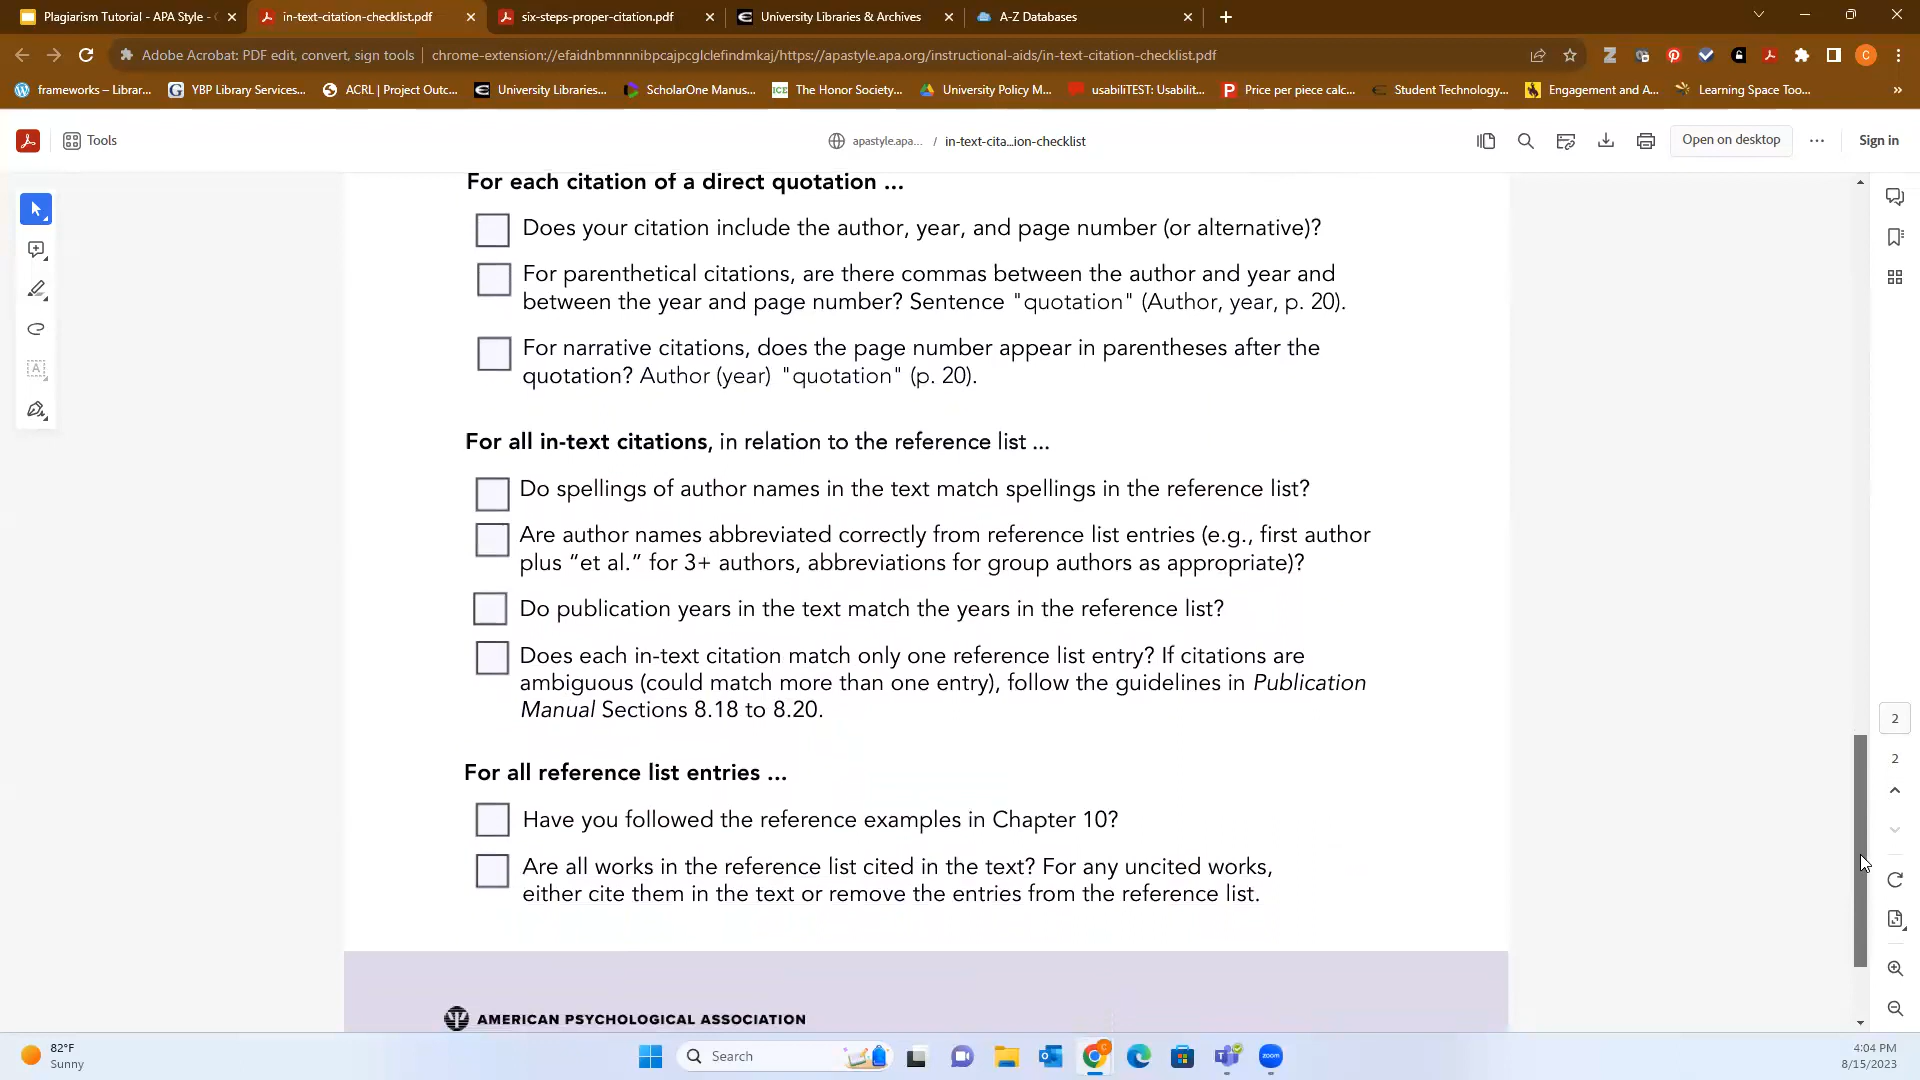 Plagiarism Tutorial - APA Style -
in-text-citation-checklist.pdf
six-steps-proper-citation.pdf
University Libraries & Archives
A-Z Databases
Adobe Acrobat: PDF edit, convert, sign tools
chrome-extension://efaidnbmnnnibpcajpcglclefindmkaj/https://apastyle.apa.org/instructional-aids/in-text-citation-checklist.pdf
frameworks – Librar...
YBP Library Services...
ACRL | Project Outc...
University Libraries...
ScholarOne Manus...
The Honor Society...
University Policy M...
usabiliTEST: Usabilit...
Price per piece calc...
Student Technology...
Engagement and A...
Learning Space Too...
Tools
apastyle.apa... / in-text-cita...ion-checklist
Open on desktop
Sign in
For each citation of a direct quotation ...
Does your citation include the author, year, and page number (or alternative)?
For parenthetical citations, are there commas between the author and year and
between the year and page number? Sentence "quotation" (Author, year, p. 20).
For narrative citations, does the page number appear in parentheses after the
quotation? Author (year) "quotation" (p. 20).
For all in-text citations, in relation to the reference list ...
Do spellings of author names in the text match spellings in the reference list?
Are author names abbreviated correctly from reference list entries (e.g., first author
plus “et al.” for 3+ authors, abbreviations for group authors as appropriate)?
Do publication years in the text match the years in the reference list?
Does each in-text citation match only one reference list entry? If citations are
ambiguous (could match more than one entry), follow the guidelines in Publication
Manual Sections 8.18 to 8.20.
2
2
For all reference list entries ...
Have you followed the reference examples in Chapter 10?
Are all works in the reference list cited in the text? For any uncited works,
either cite them in the text or remove the entries from the reference list.
AMERICAN PSYCHOLOGICAL ASSOCIATION
82°F
Sunny
Search
zoom
4:04 PM
8/15/2023